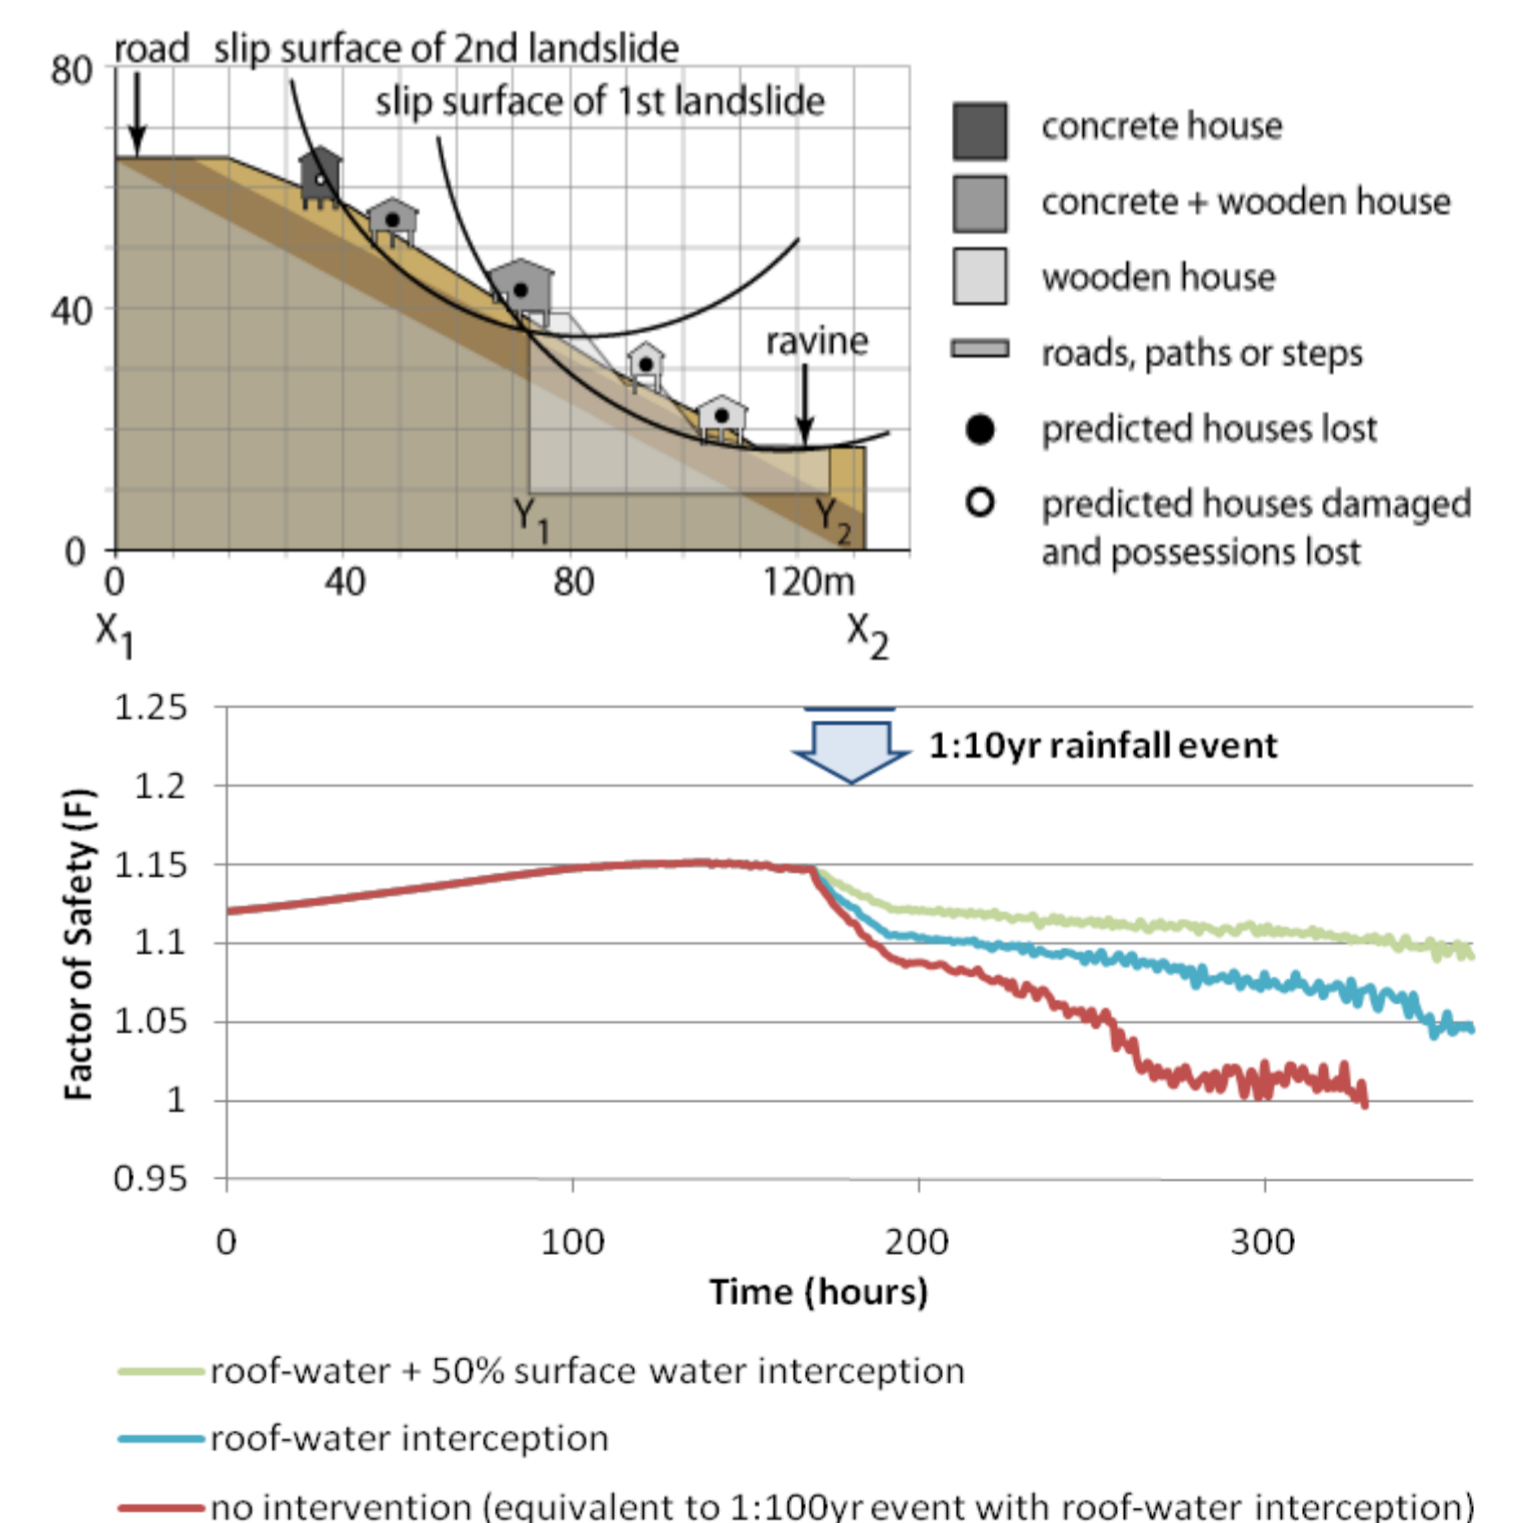 road slip surface of 2nd landslide
80
slip surface of 1st landslide
40
ravine
0
Y1
Y2
0 40 80 120m
X1
X2
concrete house
concrete + wooden house
wooden house
roads, paths or steps
predicted houses lost
predicted houses damaged
and possessions lost
1.25
1:10yr rainfall event
1.2
1.15
1.1
1.05
1
0.95
Factor of Safety (F)
0 100 200 300
Time (hours)
roof-water + 50% surface water interception
roof-water interception
no intervention (equivalent to 1:100yr event with roof-water interception)